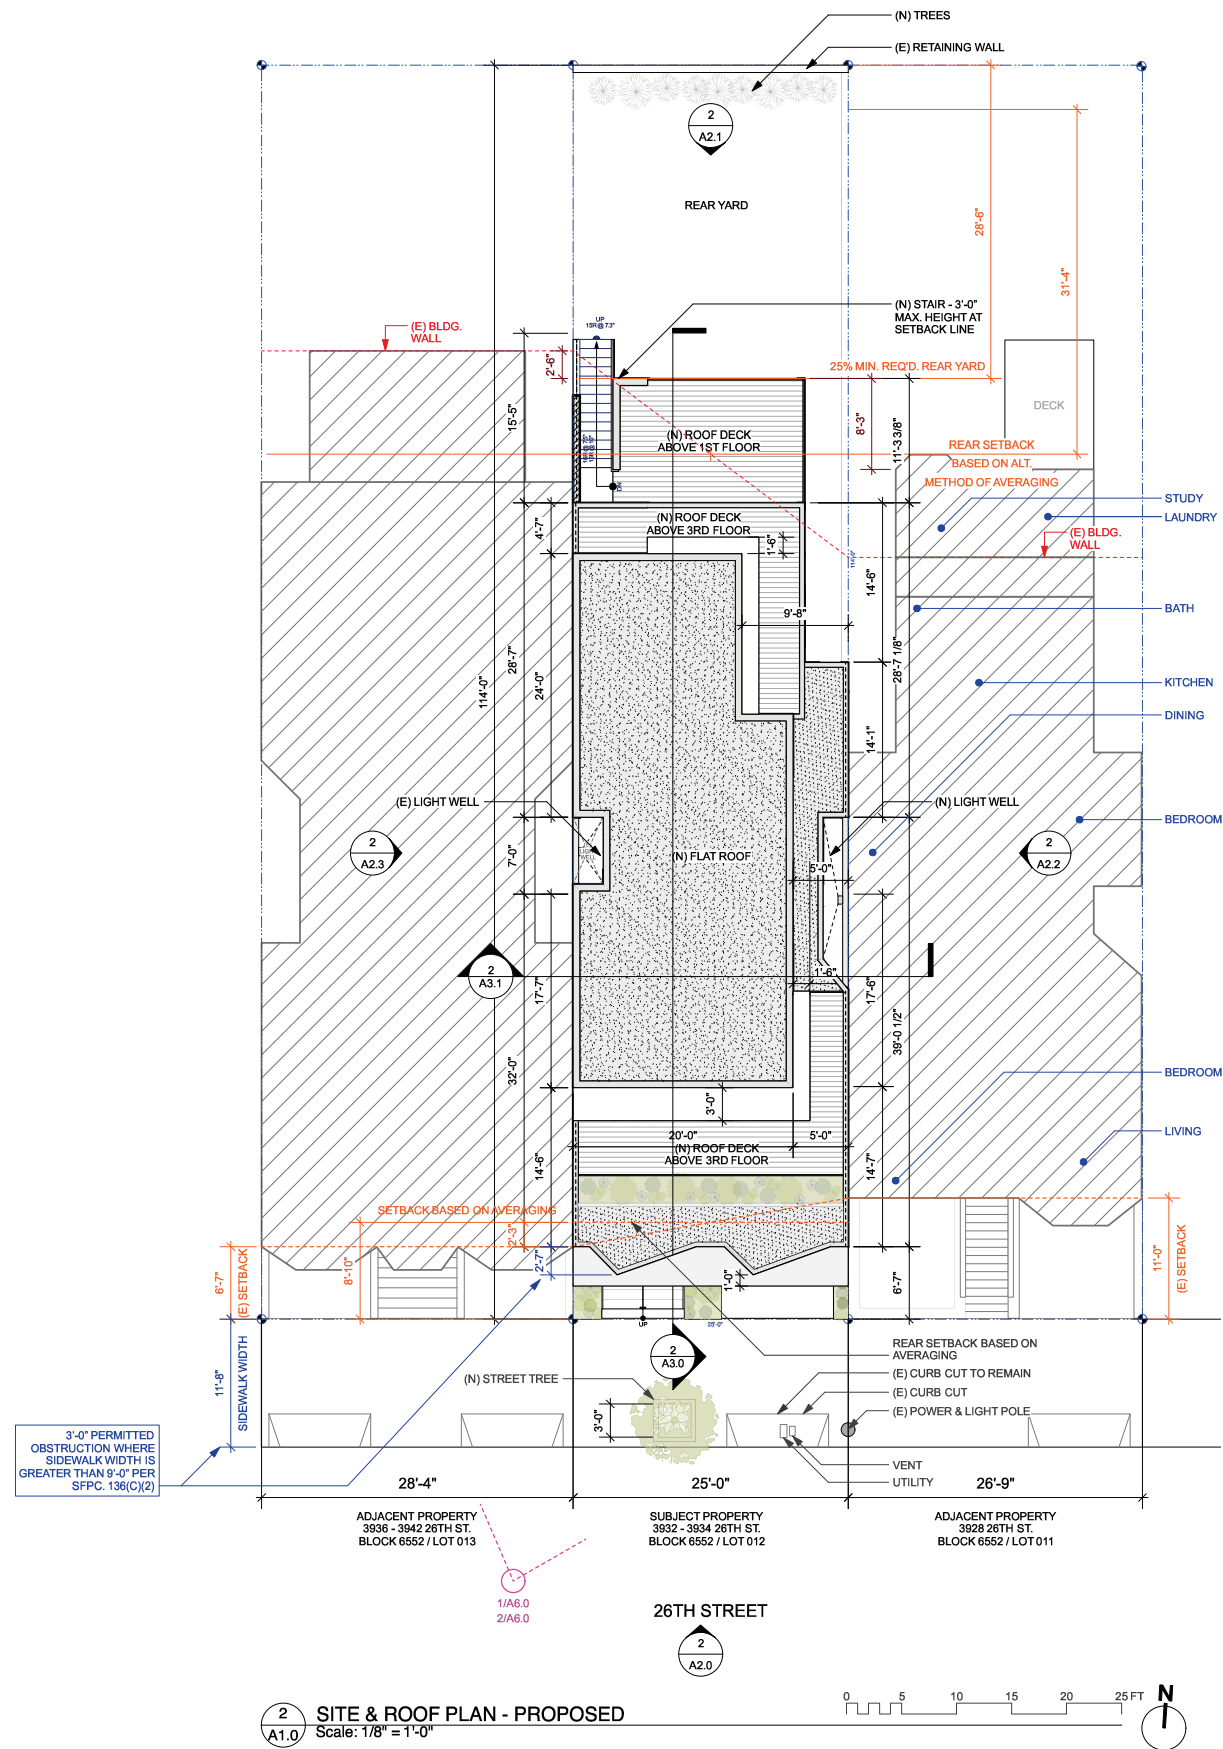 (N) TREES
(E) RETAINING WALL
2
A2.1
REAR YARD
28'-6"
31'-4"
(N) STAIR - 3'-0"
MAX. HEIGHT AT
SETBACK LINE
UP
15R @ 7.3"
(E) BLDG.
WALL
2'-6"
25% MIN. REQ'D. REAR YARD
DECK
15'-5"
8'-3"
11'-3 3/8"
(N) ROOF DECK
ABOVE 1ST FLOOR
REAR SETBACK
BASED ON ALT.
METHOD OF AVERAGING
DN
STUDY
LAUNDRY
(N) ROOF DECK
ABOVE 3RD FLOOR
4'-7"
1'-6"
(E) BLDG.
WALL
114'-0"
14'-6"
BATH
9'-8"
28'-7"
24'-0"
114'-0"
28'-7 1/8"
KITCHEN
DINING
14'-1"
(E) LIGHT WELL
(N) LIGHT WELL
BEDROOM
2
A2.3
7'-0"
LIGHT
WELL
(N) FLAT ROOF
5'-0"
2
A2.2
2
A3.1
17'-7"
1'-6"
17'-6"
39'-0 1/2"
32'-0"
BEDROOM
3'-0"
LIVING
20'-0"
5'-0"
(N) ROOF DECK
ABOVE 3RD FLOOR
14'-6"
14'-7"
SETBACK BASED ON AVERAGING
2'-3"
2'-7"
6'-7"
(E) SETBACK
8'-10"
1'-0"
6'-7"
11'-0"
(E) SETBACK
UP
25'-0"
11'-8"
SIDEWALK WIDTH
2
A3.0
REAR SETBACK BASED ON
AVERAGING
(N) STREET TREE
(E) CURB CUT TO REMAIN
(E) CURB CUT
(E) POWER & LIGHT POLE
3'-0"
VENT
UTILITY
3'-0" PERMITTED
OBSTRUCTION WHERE
SIDEWALK WIDTH IS
GREATER THAN 9'-0" PER
SFPC. 136(C)(2)
28'-4"
25'-0"
26'-9"
ADJACENT PROPERTY
3936 - 3942 26TH ST.
BLOCK 6552 / LOT 013
SUBJECT PROPERTY
3932 - 3934 26TH ST.
BLOCK 6552 / LOT 012
ADJACENT PROPERTY
3928 26TH ST.
BLOCK 6552 / LOT 011
1/A6.0
2/A6.0
26TH STREET
2
A2.0
2
A1.0
SITE & ROOF PLAN - PROPOSED
Scale: 1/8" = 1'-0"
0 5 10 15 20 25 FT
N